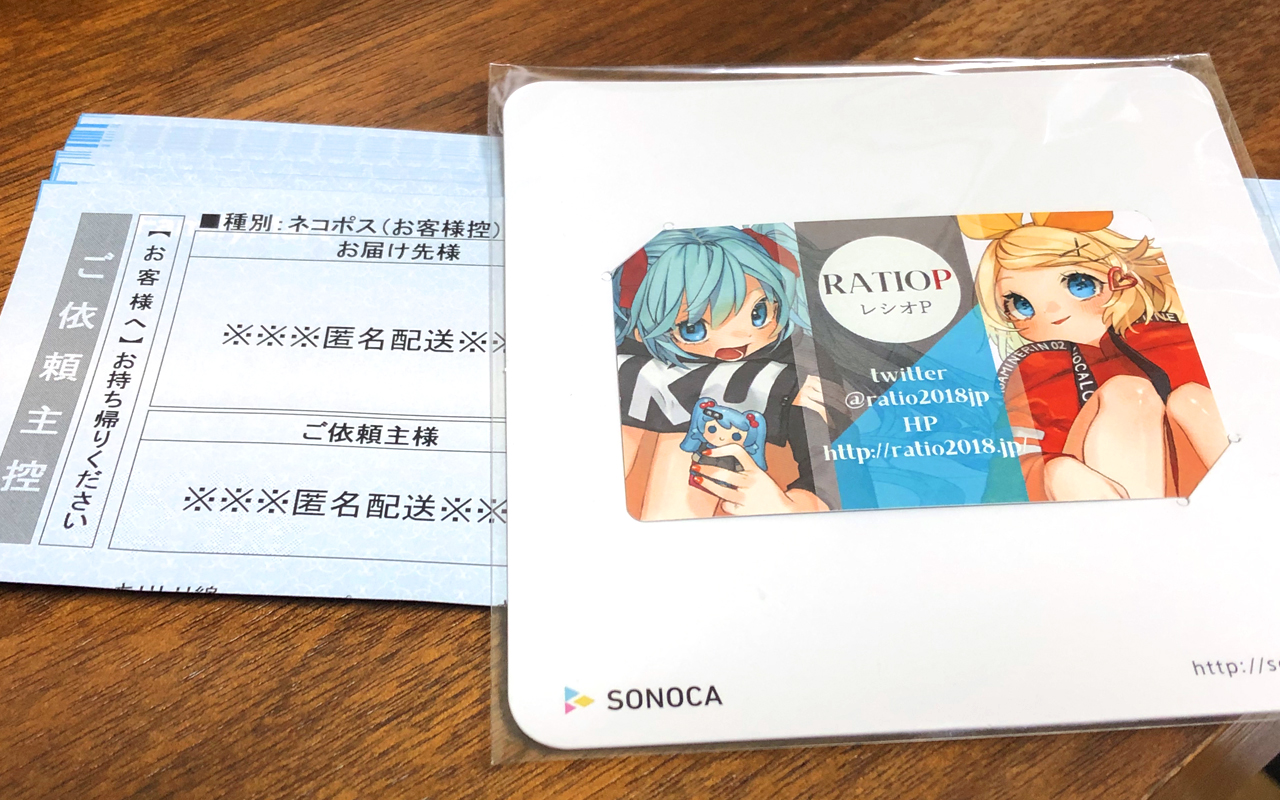 ご依頼主控
【お客様へ】お持ち帰りください
■種別:ネコポス(お客様控)
お届け先様
※※※匿名配送※※
ご依頼主様
※※※匿名配送※※
RATIOP
レシオP
twitter
@ratio2018jp
HP
http://ratio2018.jp/
GAMINERIN 02
SONOCA
http://s